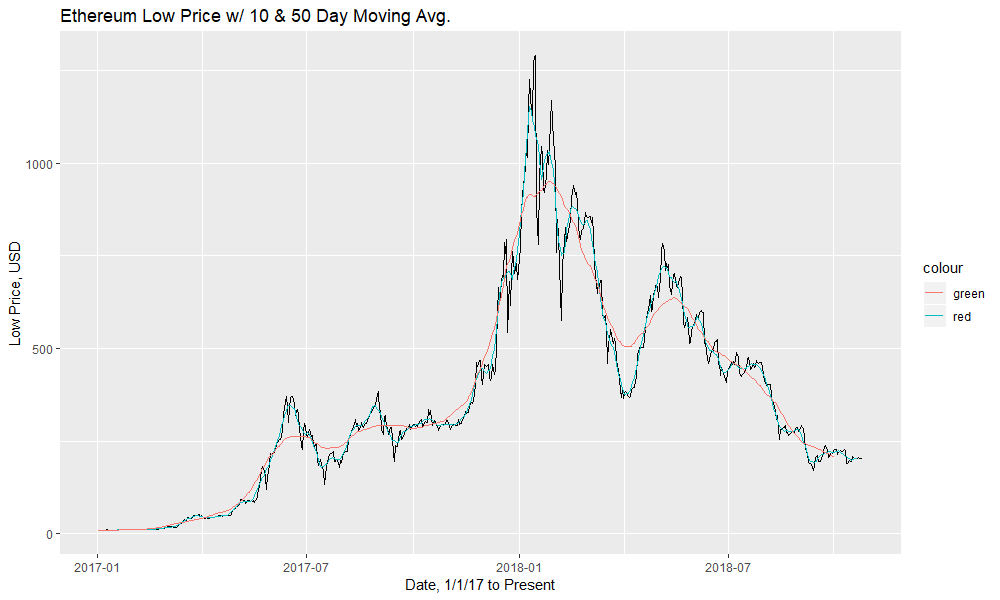 Ethereum Low Price w/ 10 & 50 Day Moving Avg.
Low Price, USD
1000
500
0
2017-01
2017-07
2018-01
2018-07
Date, 1/1/17 to Present
colour
green
red